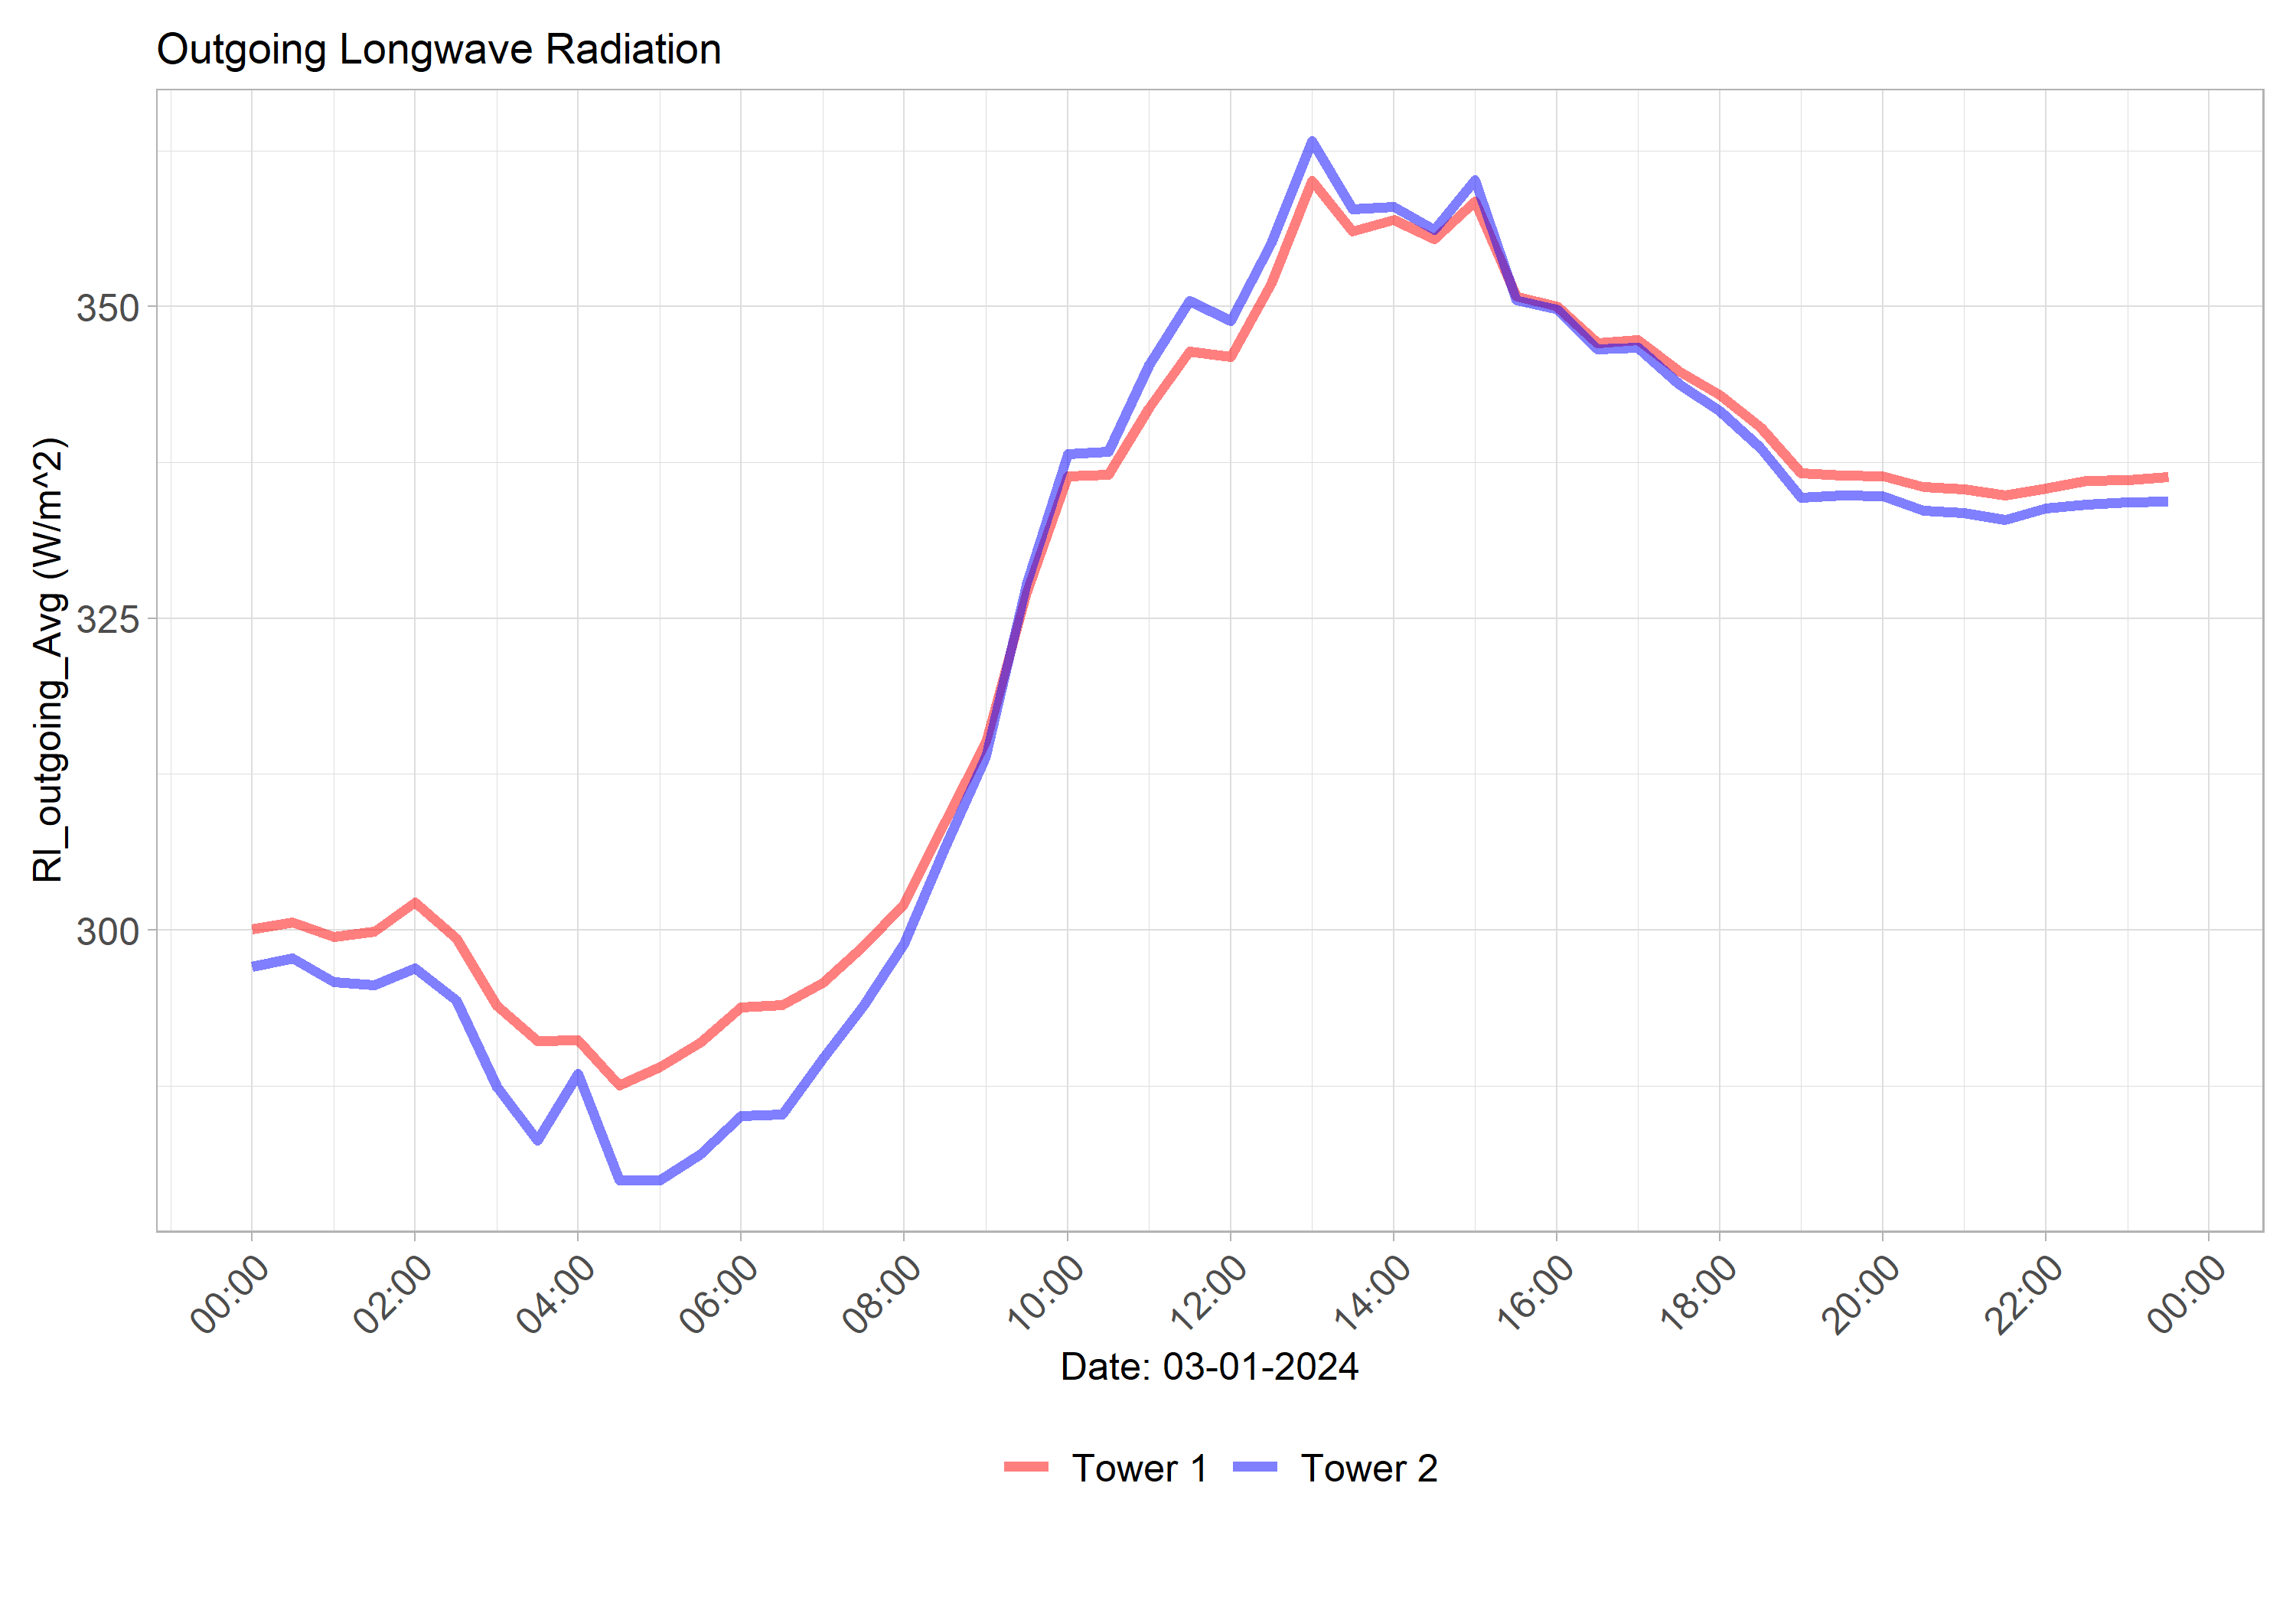 Outgoing Longwave Radiation
Rl_outgoing_Avg (W/m^2)
350
325
300
00:00 02:00 04:00 06:00 08:00 10:00 12:00 14:00 16:00 18:00 20:00 22:00 00:00
Date: 03-01-2024
Tower 1 Tower 2